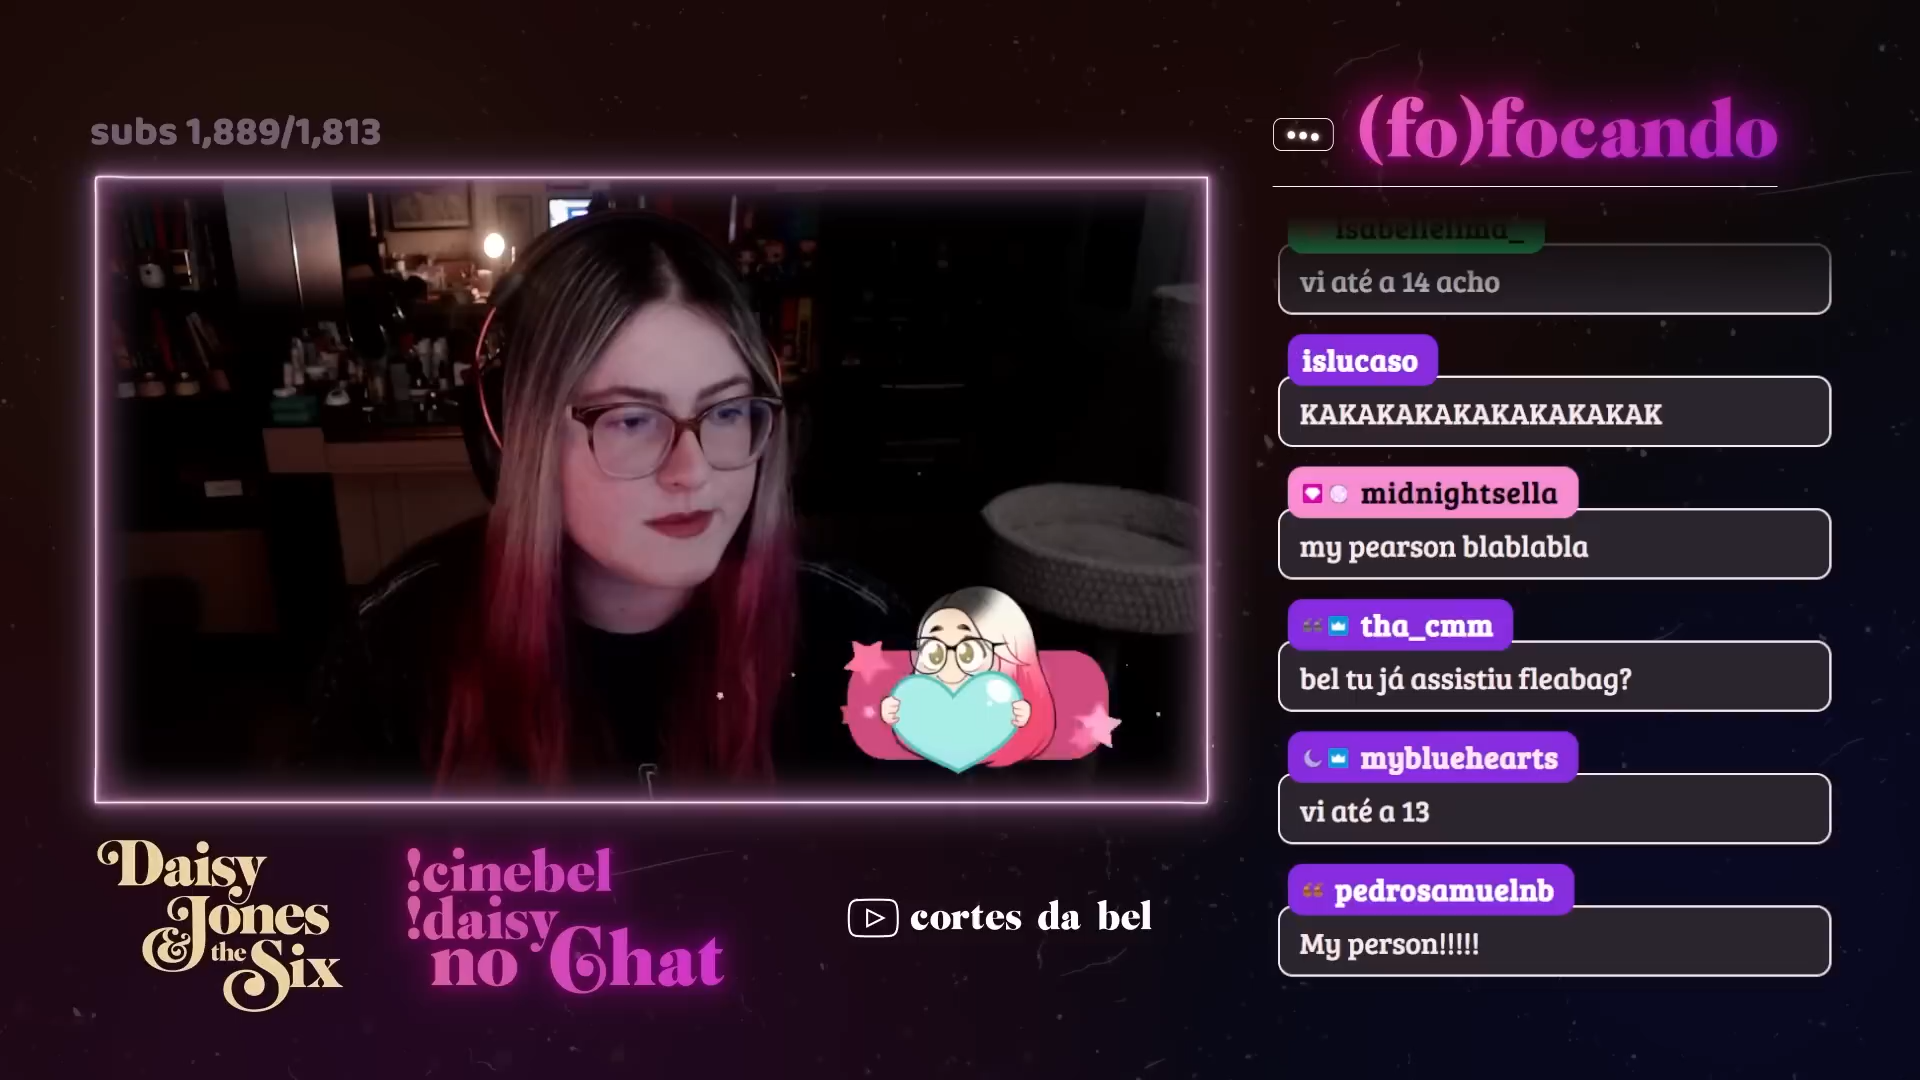 subs 1,889/1,813
(fo)focando
isabellelima_
vi até a 14 acho
islucaso
KAKAKAKAKAKAKAKAKAK
midnightsella
my pearson blablabla
tha_cmm
bel tu já assistiu fleabag?
mybluehearts
vi até a 13
pedrosamuelnb
My person!!!!!
Daisy
Jones
& the Six
!cinebel
!daisy
no Chat
cortes da bel